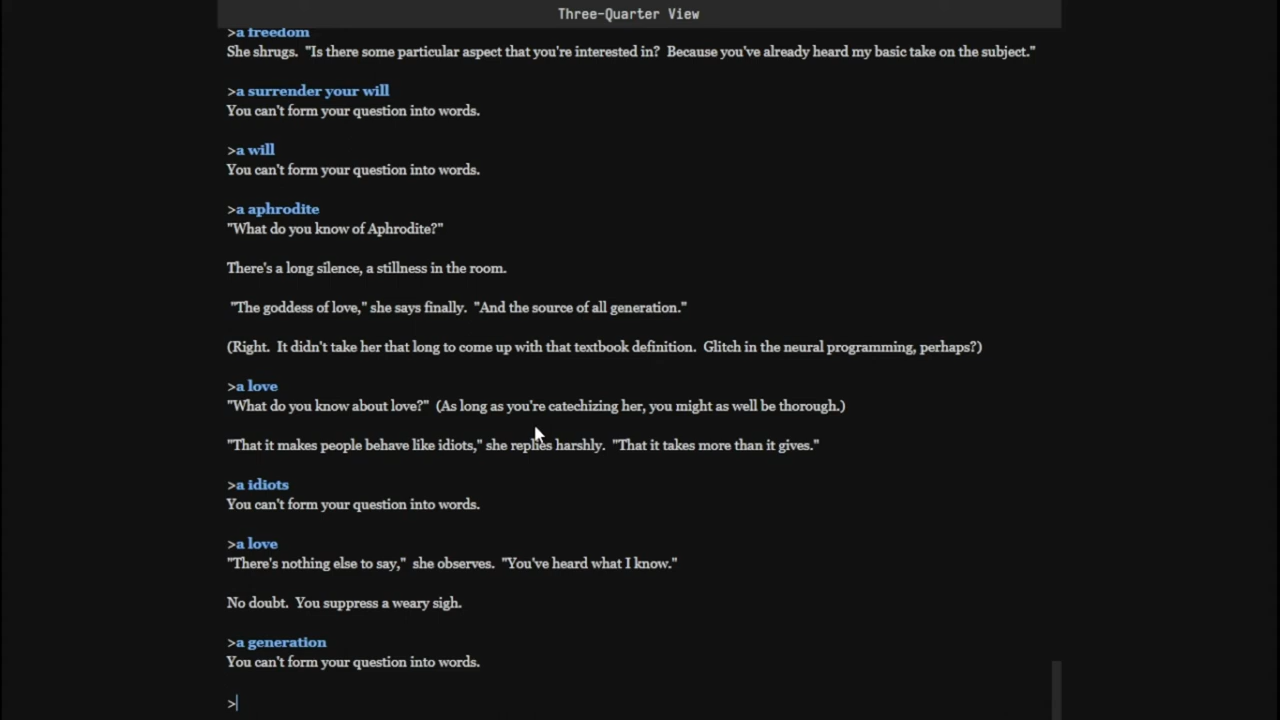 Three-Quarter View
>a freedom
She shrugs.  "Is there some particular aspect that you're interested in?  Because you've already heard my basic take on the subject."
>a surrender your will
You can't form your question into words.
>a will
You can't form your question into words.
>a aphrodite
"What do you know of Aphrodite?"
There's a long silence, a stillness in the room.
"The goddess of love," she says finally.  "And the source of all generation."
(Right.  It didn't take her that long to come up with that textbook definition.  Glitch in the neural programming, perhaps?)
>a love
"What do you know about love?"  (As long as you're catechizing her, you might as well be thorough.)
"That it makes people behave like idiots," she replies harshly.  "That it takes more than it gives."
>a idiots
You can't form your question into words.
>a love
"There's nothing else to say,"  she observes.  "You've heard what I know."
No doubt.  You suppress a weary sigh.
>a generation
You can't form your question into words.
>